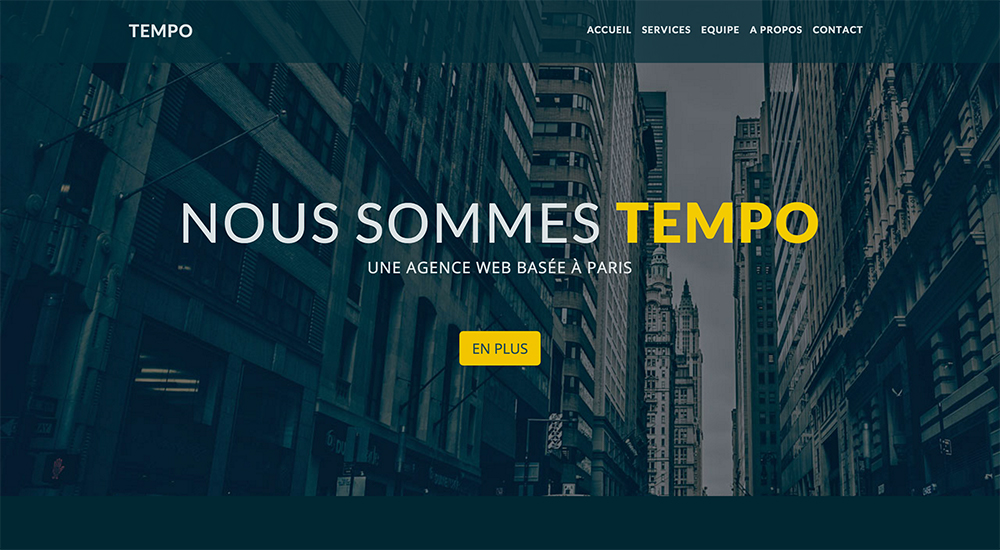 TEMPO
ACCUEIL SERVICES EQUIPE A PROPOS CONTACT
NOUS SOMMES TEMPO
UNE AGENCE WEB BASÉE À PARIS
EN PLUS